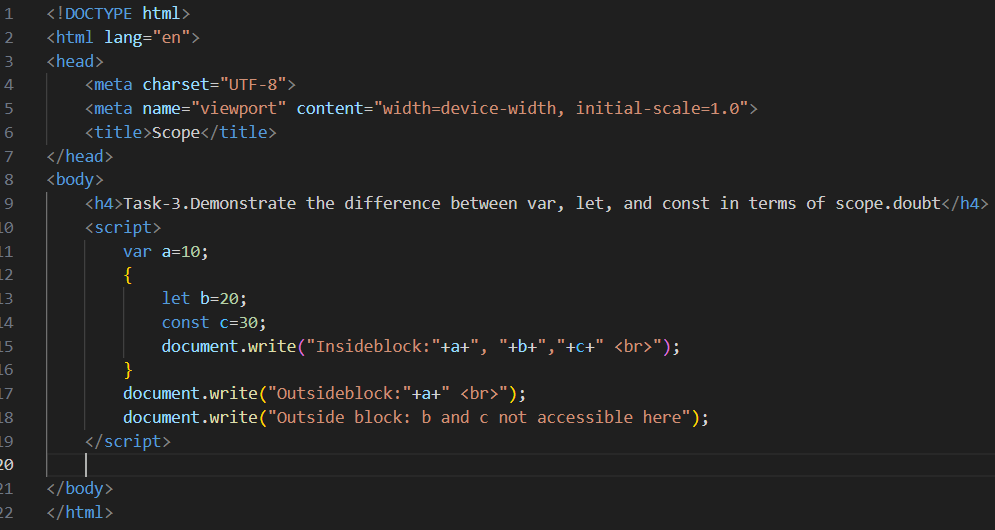 1 <!DOCTYPE html>
2 <html lang="en">
3 <head>
4     <meta charset="UTF-8">
5     <meta name="viewport" content="width=device-width, initial-scale=1.0">
6     <title>Scope</title>
7 </head>
8 <body>
9     <h4>Task-3.Demonstrate the difference between var, let, and const in terms of scope.doubt</h4>
10     <script>
11         var a=10;
12         {
13             let b=20;
14             const c=30;
15             document.write("Insideblock:"+a+", "+b+","+c+" <br>");
16         }
17         document.write("Outsideblock:"+a+" <br>");
18         document.write("Outside block: b and c not accessible here");
19     </script>
20
21 </body>
22 </html>